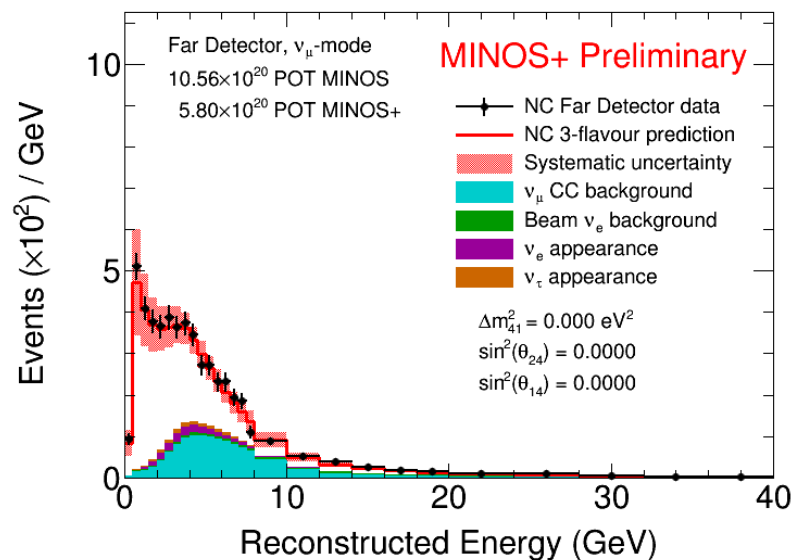 Far Detector, νμ-mode
10.56×10²⁰ POT MINOS
5.80×10²⁰ POT MINOS+
MINOS+ Preliminary
NC Far Detector data
NC 3-flavour prediction
Systematic uncertainty
νμ CC background
Beam νe background
νe appearance
ντ appearance
Δm²₄₁ = 0.000 eV²
sin²(θ₂₄) = 0.0000
sin²(θ₁₄) = 0.0000
Events (×10²) / GeV
10
5
0
0 10 20 30 40
Reconstructed Energy (GeV)